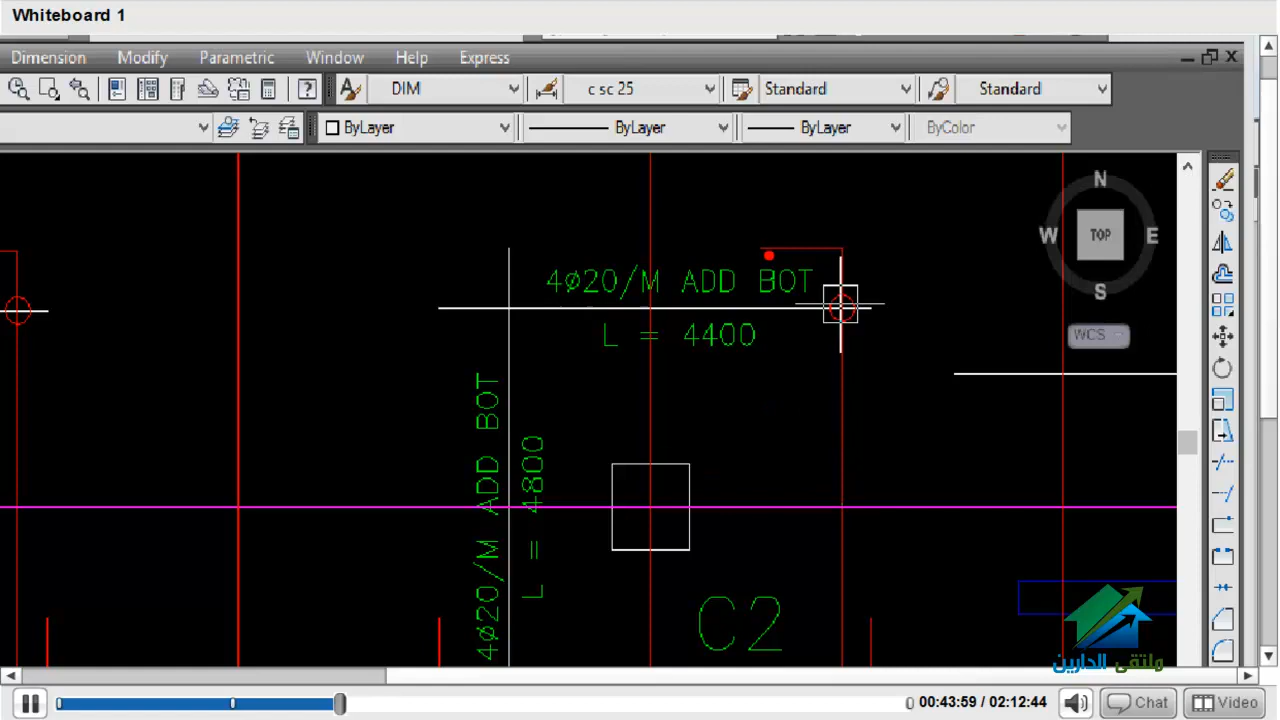 Whiteboard 1
Dimension Modify Parametric Window Help Express
DIM c sc 25 Standard Standard
ByLayer ByLayer ByLayer ByColor
N
W TOP E
S
WCS
4ø20/M ADD BOT
L = 4400
4ø20/M ADD BOT
L = 4800
C2
ملتقى الدارين
00:43:59 / 02:12:44 Chat Video